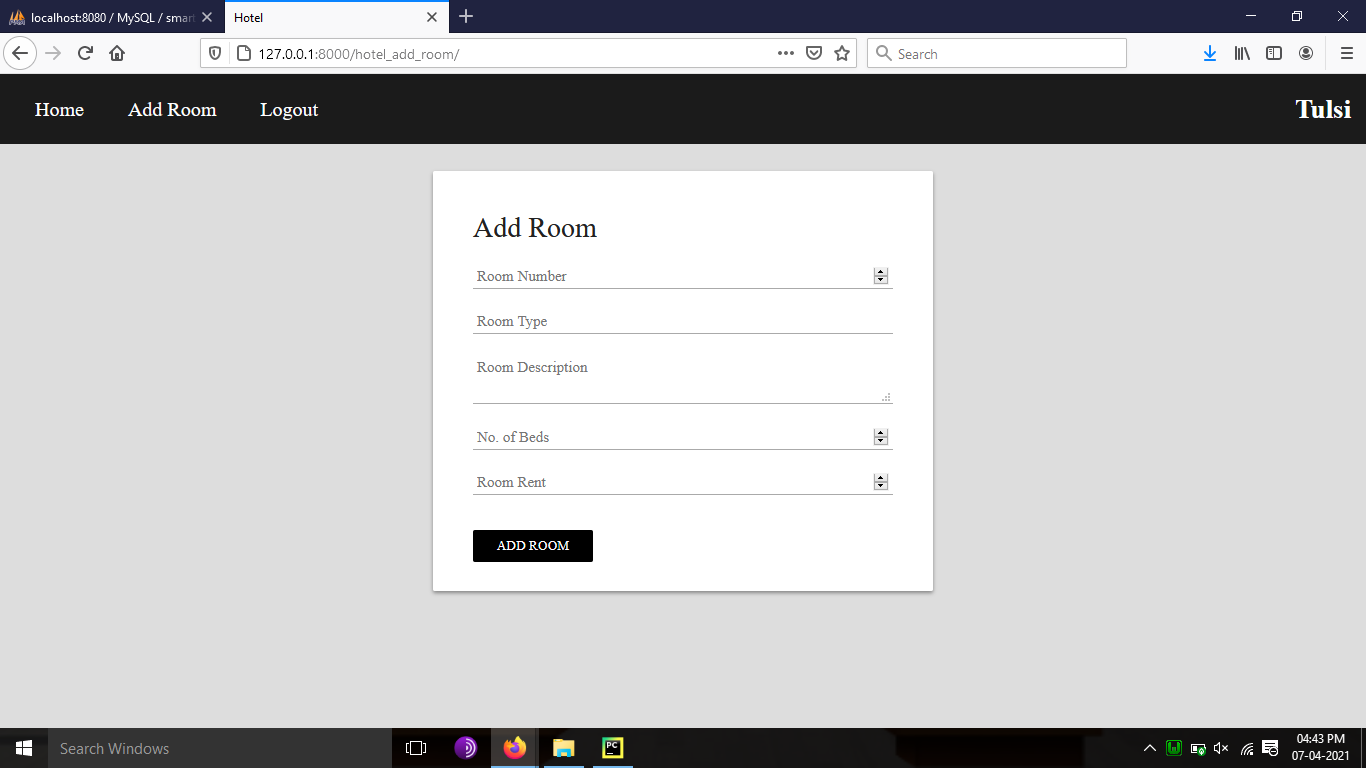 localhost:8080 / MySQL / smar
Hotel
127.0.0.1:8000/hotel_add_room/
Search
Home
Add Room
Logout
Tulsi
Add Room
Room Number
Room Type
Room Description
No. of Beds
Room Rent
ADD ROOM
Search Windows
PC
04:43 PM
07-04-2021